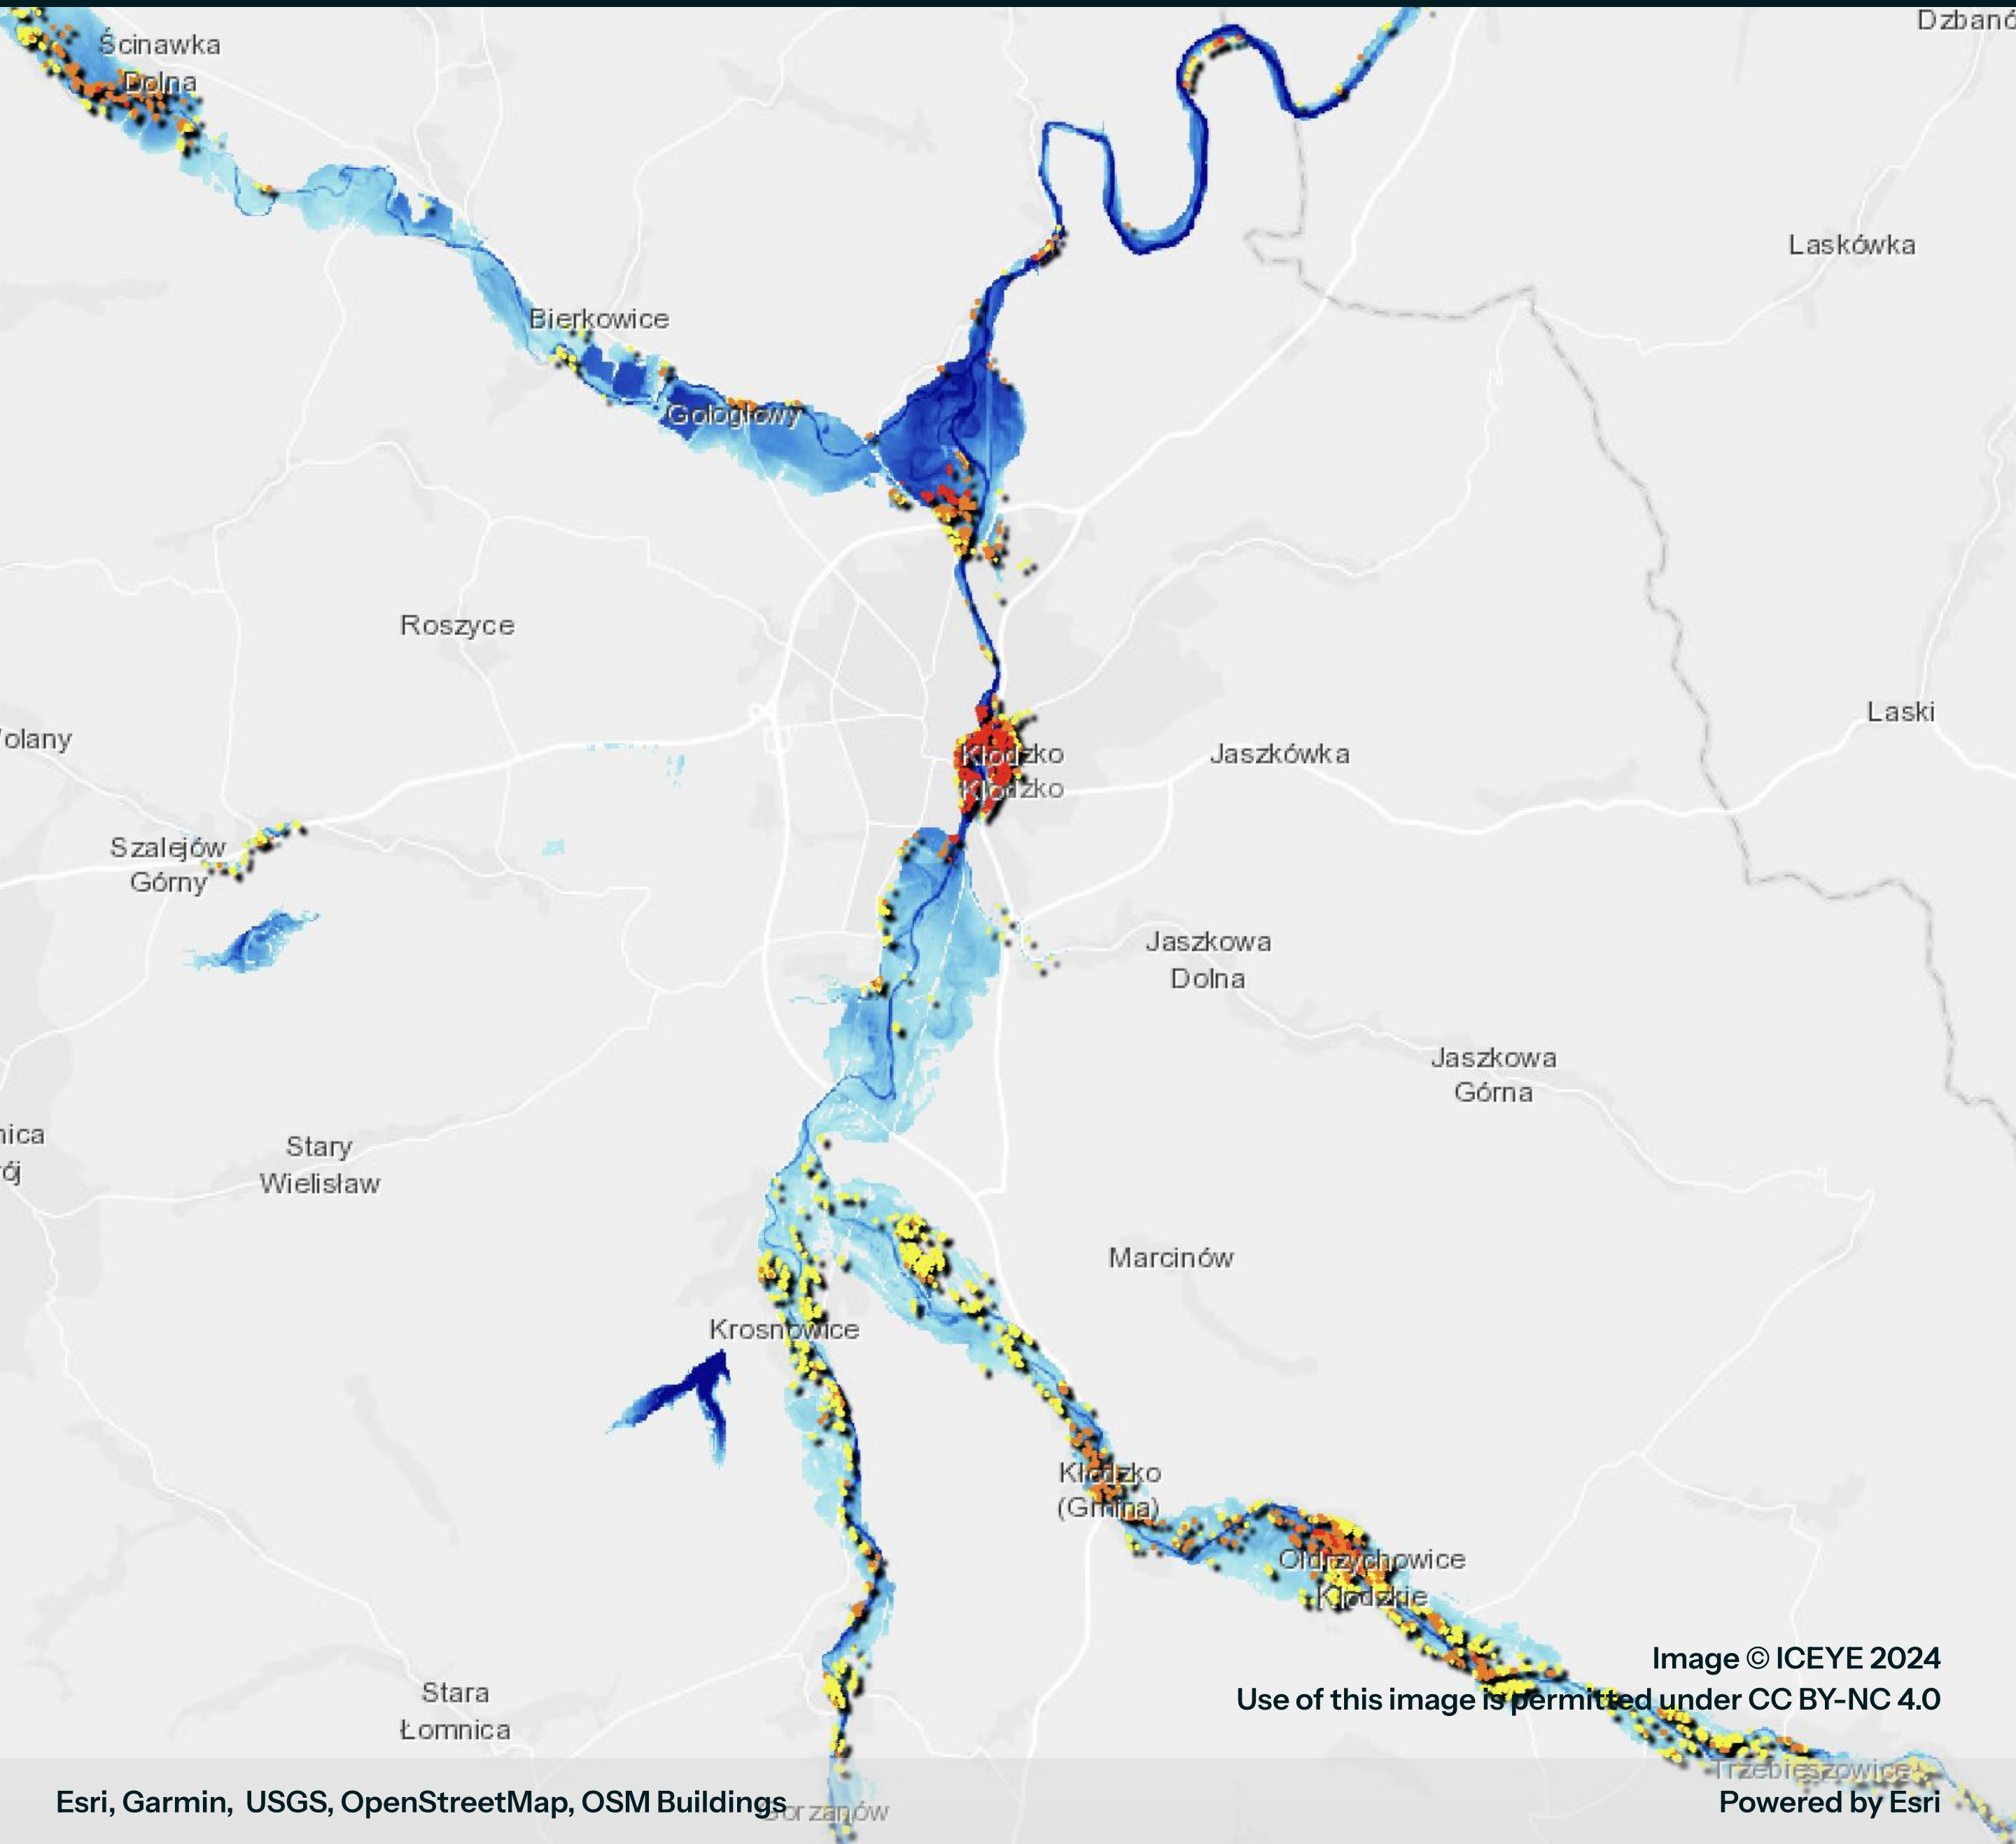 Dzbanó
Ścinawka
Dolna
Laskówka
Bierkowice
Gologłowy
Roszyce
Laski
olany
Kłodzko
Kłodzko
Jaszkówka
Szalejów
Górny
Jaszkowa
Dolna
Jaszkowa
Górna
nica
ój
Stary
Wielisław
Marcinów
Krosnowice
Kłodzko
(Gmina)
Ołdrzychowice
Kłodzkie
Image © ICEYE 2024
Use of this image is permitted under CC BY-NC 4.0
Stara
Łomnica
Trzebieszowice
Esri, Garmin, USGS, OpenStreetMap, OSM Buildings
Gorzanów
Powered by Esri